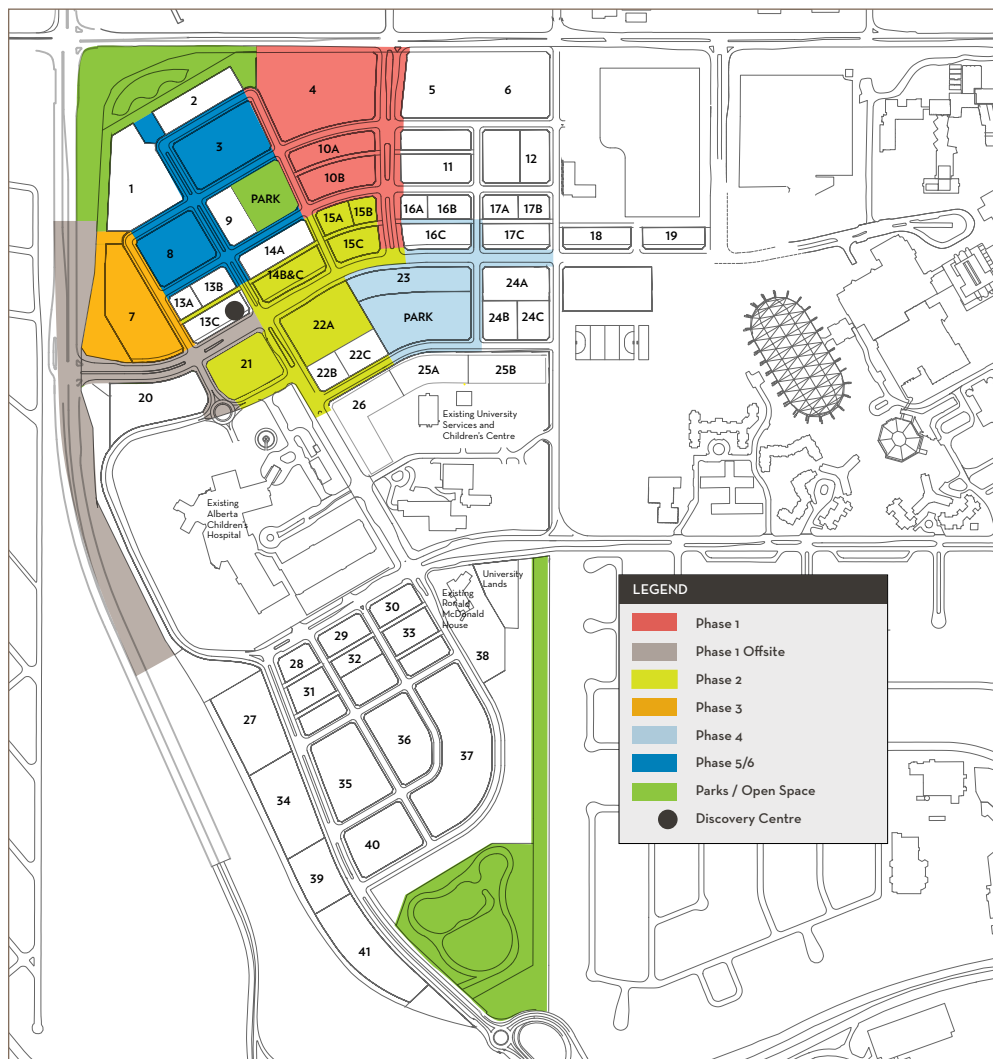 2
4
5
6
3
10A
10B
11
12
1
9
PARK
15A
15B
16A
16B
17A
17B
16C
17C
18
19
8
14A
15C
14B&C
13A
13B
23
24A
7
13C
22A
PARK
24B
24C
21
22C
22B
25A
25B
20
26
Existing University
Services and
Children's Centre
Existing
Alberta
Children's
Hospital
University
Lands
Existing
Ronald
McDonald
House
30
29
33
28
32
38
31
27
36
37
35
34
40
39
41
LEGEND
Phase 1
Phase 1 Offsite
Phase 2
Phase 3
Phase 4
Phase 5/6
Parks / Open Space
Discovery Centre